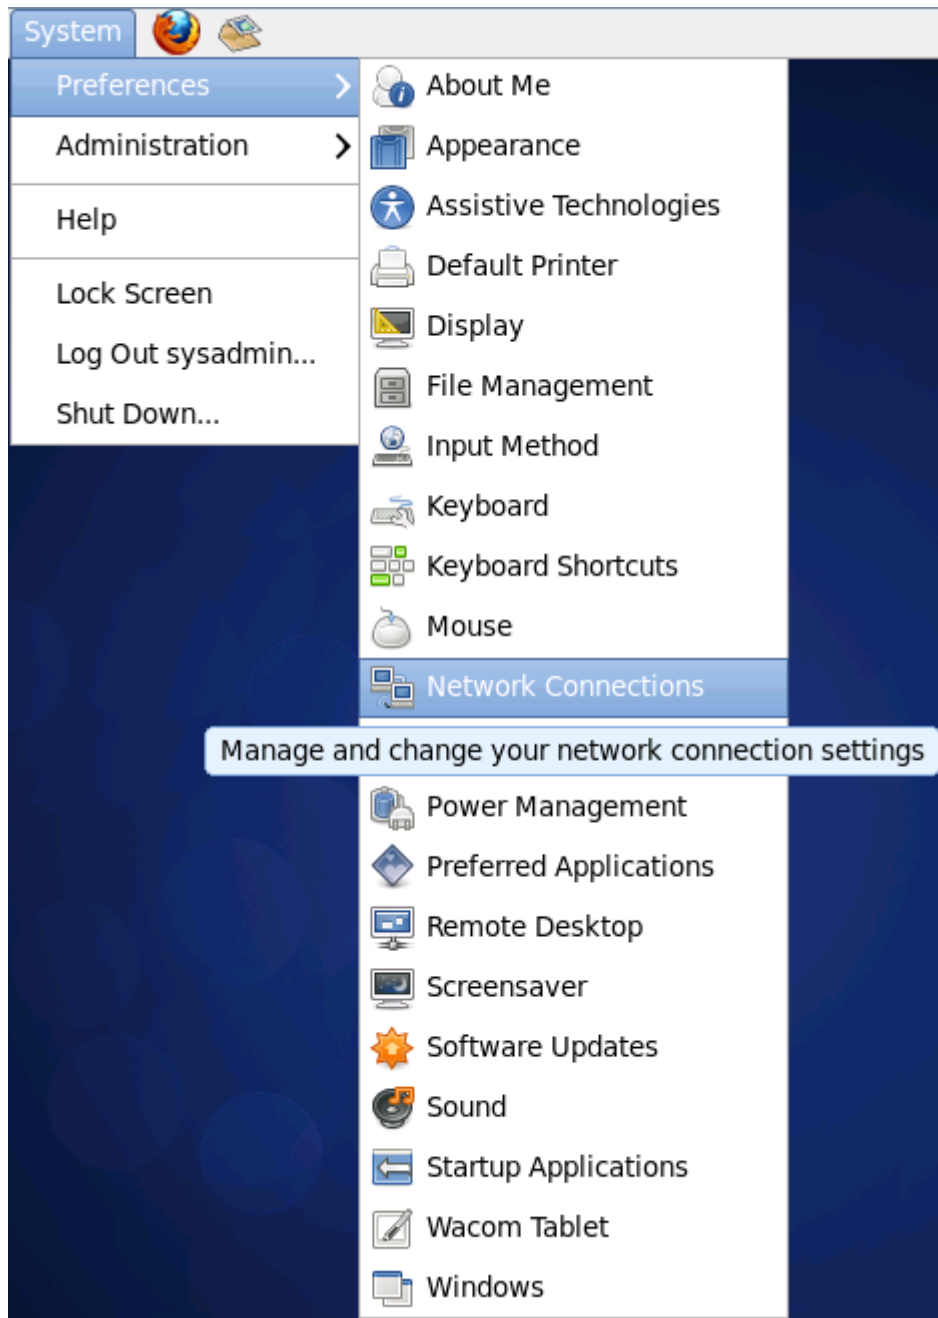 System
Preferences
Administration
Help
Lock Screen
Log Out sysadmin...
Shut Down...
About Me
Appearance
Assistive Technologies
Default Printer
Display
File Management
Input Method
Keyboard
Keyboard Shortcuts
Mouse
Network Connections
Manage and change your network connection settings
Power Management
Preferred Applications
Remote Desktop
Screensaver
Software Updates
Sound
Startup Applications
Wacom Tablet
Windows